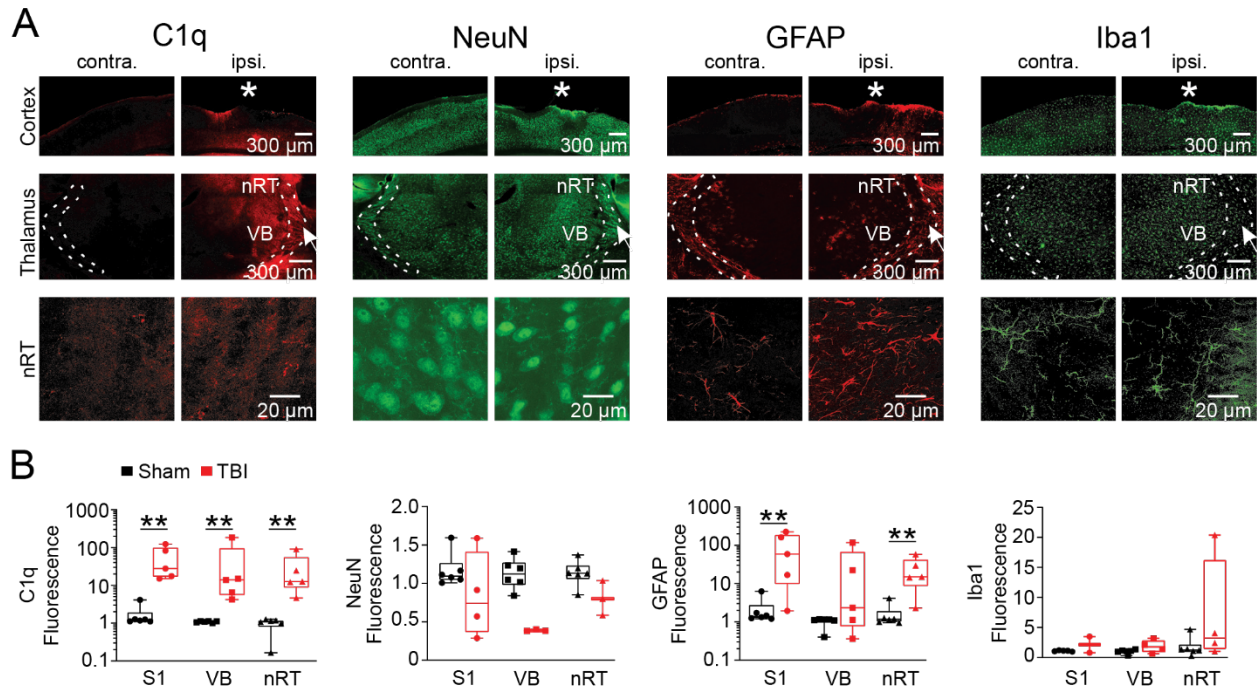 A
C1q NeuN GFAP Iba1
contra. ipsi. contra. ipsi. contra. ipsi. contra. ipsi.
Cortex * * * *
300 µm 300 µm 300 µm 300 µm
Thalamus nRT nRT nRT nRT
VB VB VB VB
300 µm 300 µm 300 µm 300 µm
nRT
20 µm 20 µm 20 µm 20 µm
B
Sham TBI
C1q
Fluorescence
1000
100
10
1
0.1
** ** **
S1 VB nRT
NeuN
Fluorescence
2.0
1.5
1.0
0.5
0
S1 VB nRT
GFAP
Fluorescence
1000
100
10
1
0.1
** **
S1 VB nRT
Iba1
Fluorescence
25
20
15
10
5
0
S1 VB nRT